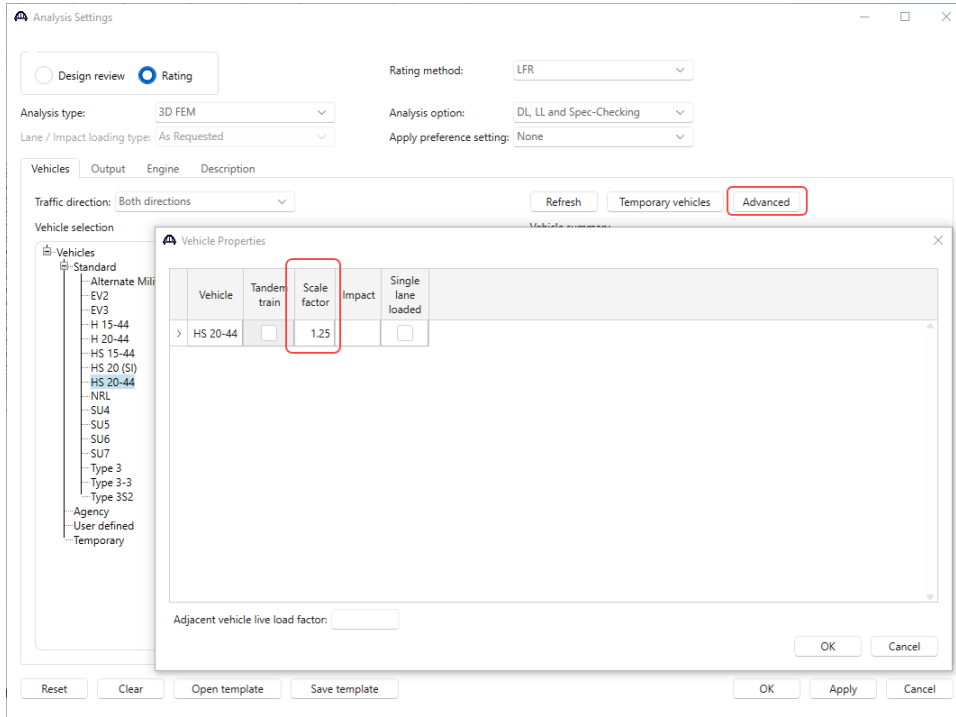 Analysis Settings
Design review
Rating
Rating method:
LFR
Analysis type:
3D FEM
Analysis option:
DL, LL and Spec-Checking
Lane / Impact loading type:
As Requested
Apply preference setting:
None
Vehicles
Output
Engine
Description
Traffic direction:
Both directions
Refresh
Temporary vehicles
Advanced
Vehicle selection
Vehicle summary
Vehicles
Standard
Alternate Mili
EV2
EV3
H 15-44
H 20-44
HS 15-44
HS 20 (SI)
HS 20-44
NRL
SU4
SU5
SU6
SU7
Type 3
Type 3-3
Type 3S2
Agency
User defined
Temporary
Vehicle Properties
Vehicle
Tandem
train
Scale
factor
Impact
Single
lane
loaded
HS 20-44
1.25
Adjacent vehicle live load factor:
OK
Cancel
Reset
Clear
Open template
Save template
OK
Apply
Cancel